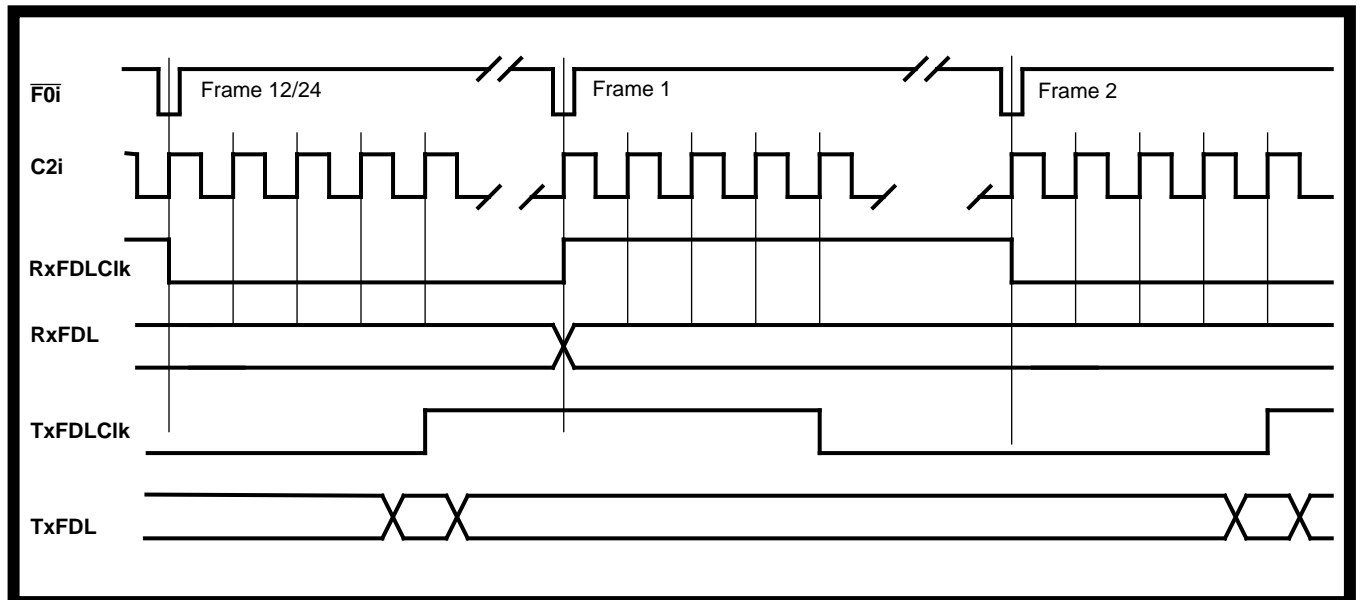 F0i
Frame 12/24
Frame 1
Frame 2
C2i
RxFDLClk
RxFDL
TxFDLClk
TxFDL